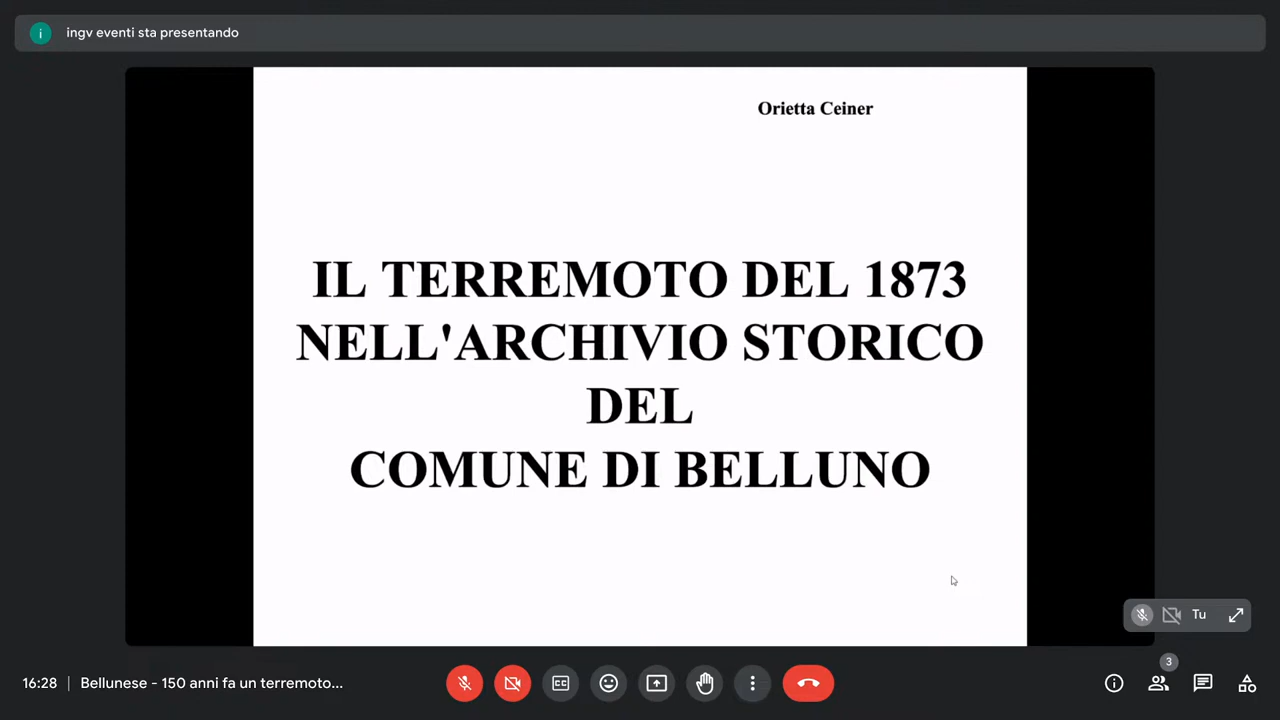 i
ingv eventi sta presentando
Orietta Ceiner
IL TERREMOTO DEL 1873
NELL'ARCHIVIO STORICO
DEL
COMUNE DI BELLUNO
Tu
3
16:28 | Bellunese - 150 anni fa un terremoto...
CC
i